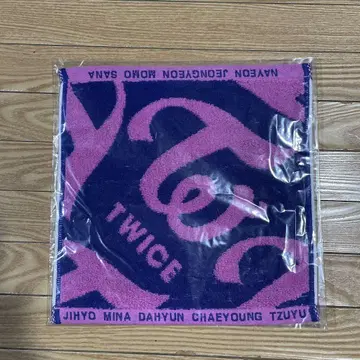 NAYEON JEONGYEON MOMO SANA
TWICE
JIHYO MINA DAHYUN CHAEYOUNG TZUYU